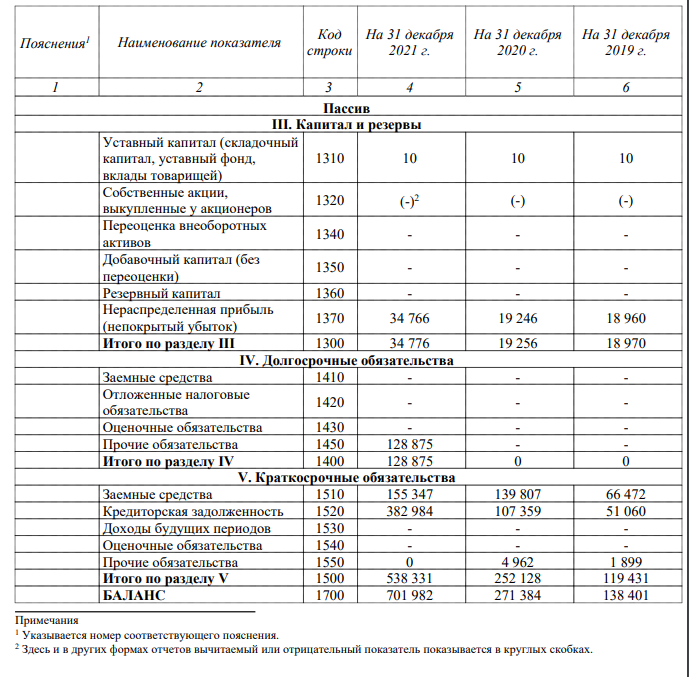 Пояснения1 Наименование показателя Код строки На 31 декабря 2021 г. На 31 декабря 2020 г. На 31 декабря 2019 г.
1 2 3 4 5 6
Пассив
III. Капитал и резервы
Уставный капитал (складочный
капитал, уставный фонд, 1310 10 10 10
вклады товарищей)
Собственные акции, 1320 (-)2 (-) (-)
выкупленные у акционеров
Переоценка внеоборотных 1340 - - -
активов
Добавочный капитал (без 1350 - - -
переоценки)
Резервный капитал 1360 - - -
Нераспределенная прибыль 1370 34 766 19 246 18 960
(непокрытый убыток)
Итого по разделу III 1300 34 776 19 256 18 970
IV. Долгосрочные обязательства
Заемные средства 1410 - - -
Отложенные налоговые 1420 - - -
обязательства
Оценочные обязательства 1430 - - -
Прочие обязательства 1450 128 875 - -
Итого по разделу IV 1400 128 875 0 0
V. Краткосрочные обязательства
Заемные средства 1510 155 347 139 807 66 472
Кредиторская задолженность 1520 382 984 107 359 51 060
Доходы будущих периодов 1530 - - -
Оценочные обязательства 1540 - - -
Прочие обязательства 1550 0 4 962 1 899
Итого по разделу V 1500 538 331 252 128 119 431
БАЛАНС 1700 701 982 271 384 138 401
Примечания
1 Указывается номер соответствующего пояснения.
2 Здесь и в других формах отчетов вычитаемый или отрицательный показатель показывается в круглых скобках.